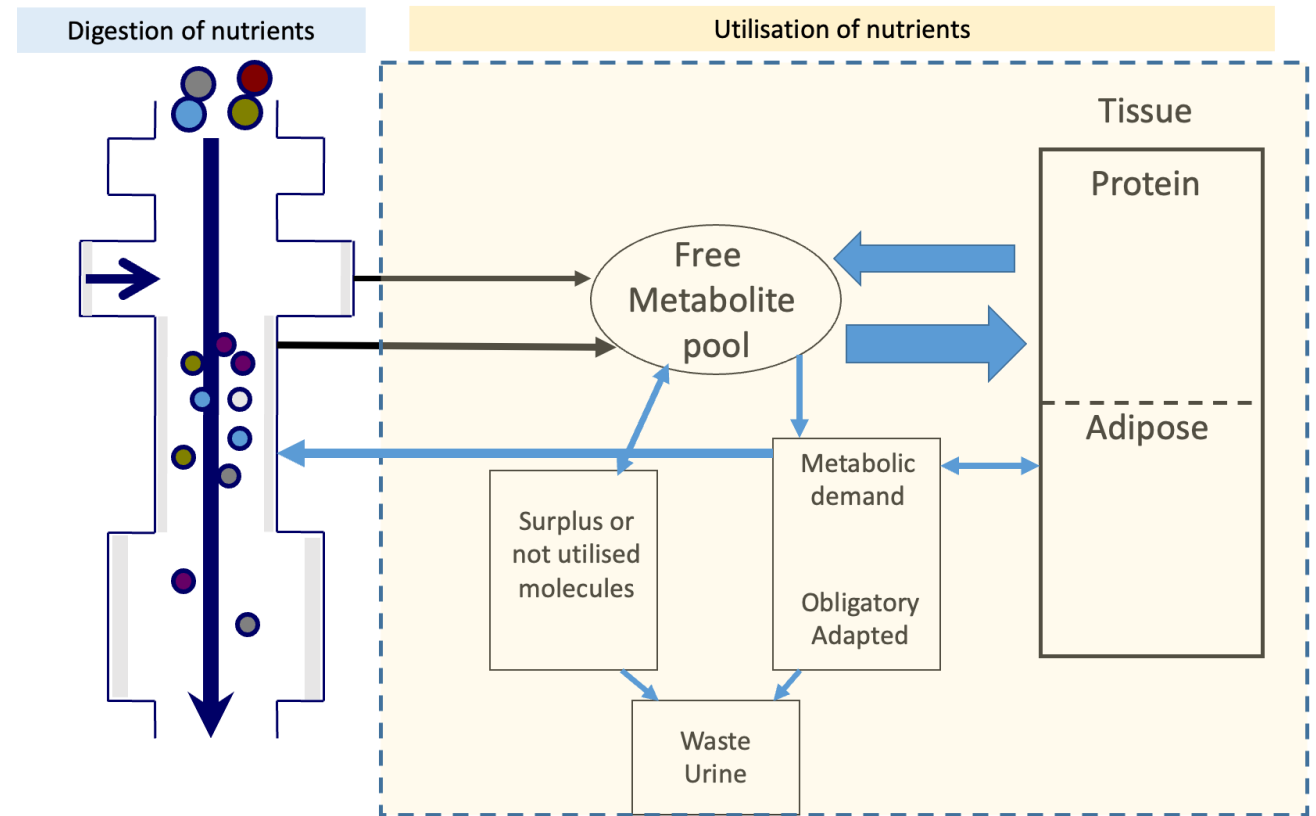 Digestion of nutrients
Utilisation of nutrients
Tissue
Protein
Free
Metabolite
pool
Adipose
Metabolic
demand
Surplus or
not utilised
molecules
Obligatory
Adapted
Waste
Urine